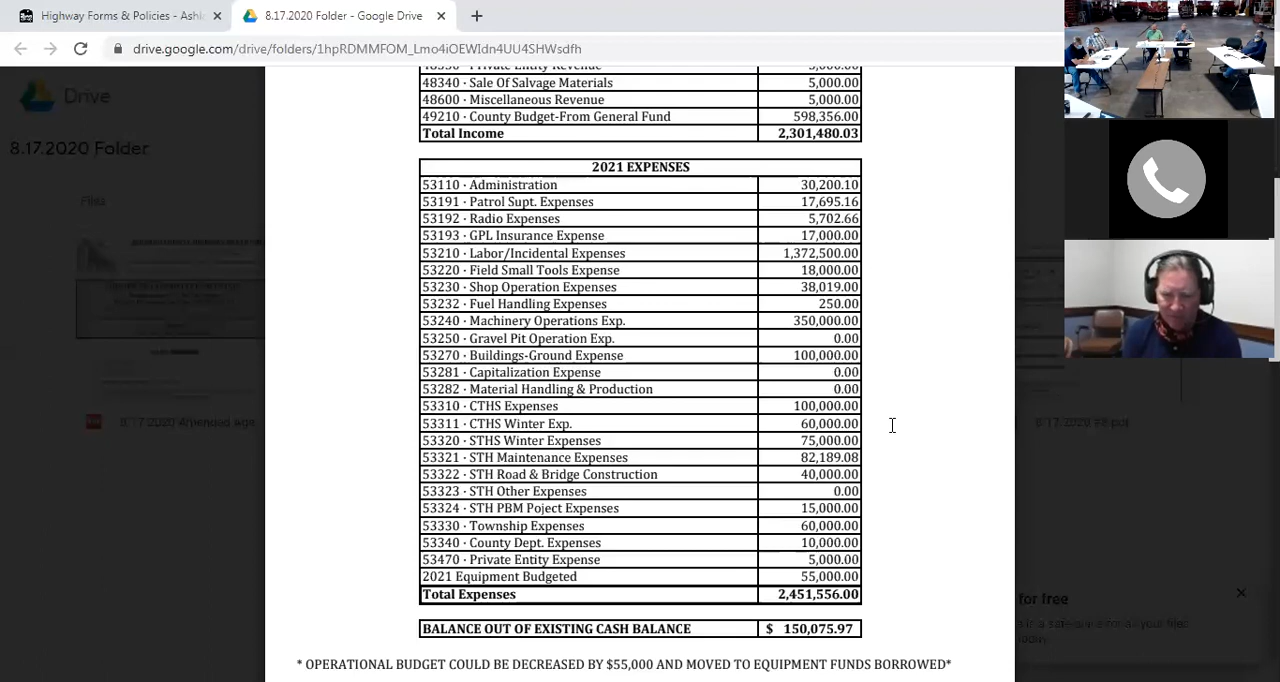 Highway Forms & Policies - Ashl
8.17.2020 Folder - Google Drive
drive.google.com/drive/folders/1hpRDMMFOM_Lmo4iOEWIdn4UU4SHWsdfh
Drive
8.17.2020 Folder
Files
8.17.2020 Amended Age
48340 · Sale Of Salvage Materials 5,000.00
48600 · Miscellaneous Revenue 5,000.00
49210 · County Budget-From General Fund 598,356.00
Total Income 2,301,480.03
2021 EXPENSES
53110 · Administration 30,200.10
53191 · Patrol Supt. Expenses 17,695.16
53192 · Radio Expenses 5,702.66
53193 · GPL Insurance Expense 17,000.00
53210 · Labor/Incidental Expenses 1,372,500.00
53220 · Field Small Tools Expense 18,000.00
53230 · Shop Operation Expenses 38,019.00
53232 · Fuel Handling Expenses 250.00
53240 · Machinery Operations Exp. 350,000.00
53250 · Gravel Pit Operation Exp. 0.00
53270 · Buildings-Ground Expense 100,000.00
53281 · Capitalization Expense 0.00
53282 · Material Handling & Production 0.00
53310 · CTHS Expenses 100,000.00
53311 · CTHS Winter Exp. 60,000.00
53320 · STHS Winter Expenses 75,000.00
53321 · STH Maintenance Expenses 82,189.08
53322 · STH Road & Bridge Construction 40,000.00
53323 · STH Other Expenses 0.00
53324 · STH PBM Poject Expenses 15,000.00
53330 · Township Expenses 60,000.00
53340 · County Dept. Expenses 10,000.00
53470 · Private Entity Expense 5,000.00
2021 Equipment Budgeted 55,000.00
Total Expenses 2,451,556.00
BALANCE OUT OF EXISTING CASH BALANCE $ 150,075.97
* OPERATIONAL BUDGET COULD BE DECREASED BY $55,000 AND MOVED TO EQUIPMENT FUNDS BORROWED*
for free